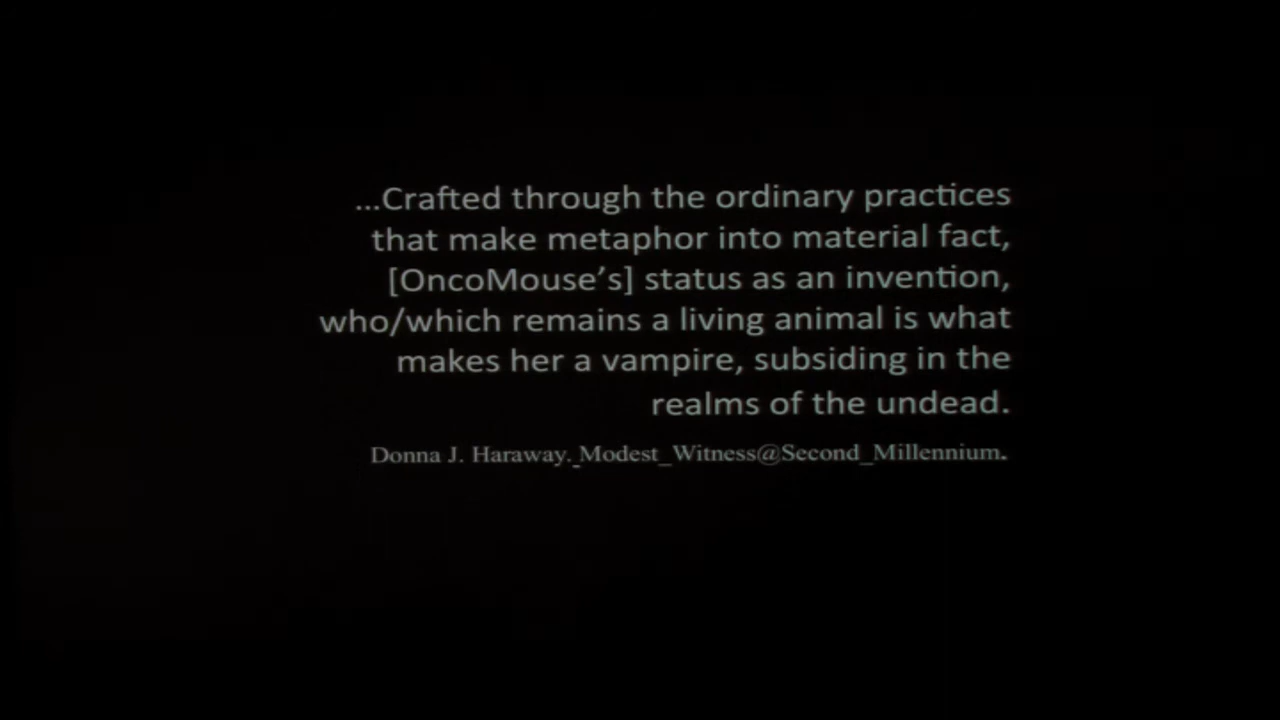 ...Crafted through the ordinary practices
that make metaphor into material fact,
[OncoMouse’s] status as an invention,
who/which remains a living animal is what
makes her a vampire, subsiding in the
realms of the undead.
Donna J. Haraway. Modest_Witness@Second_Millennium.